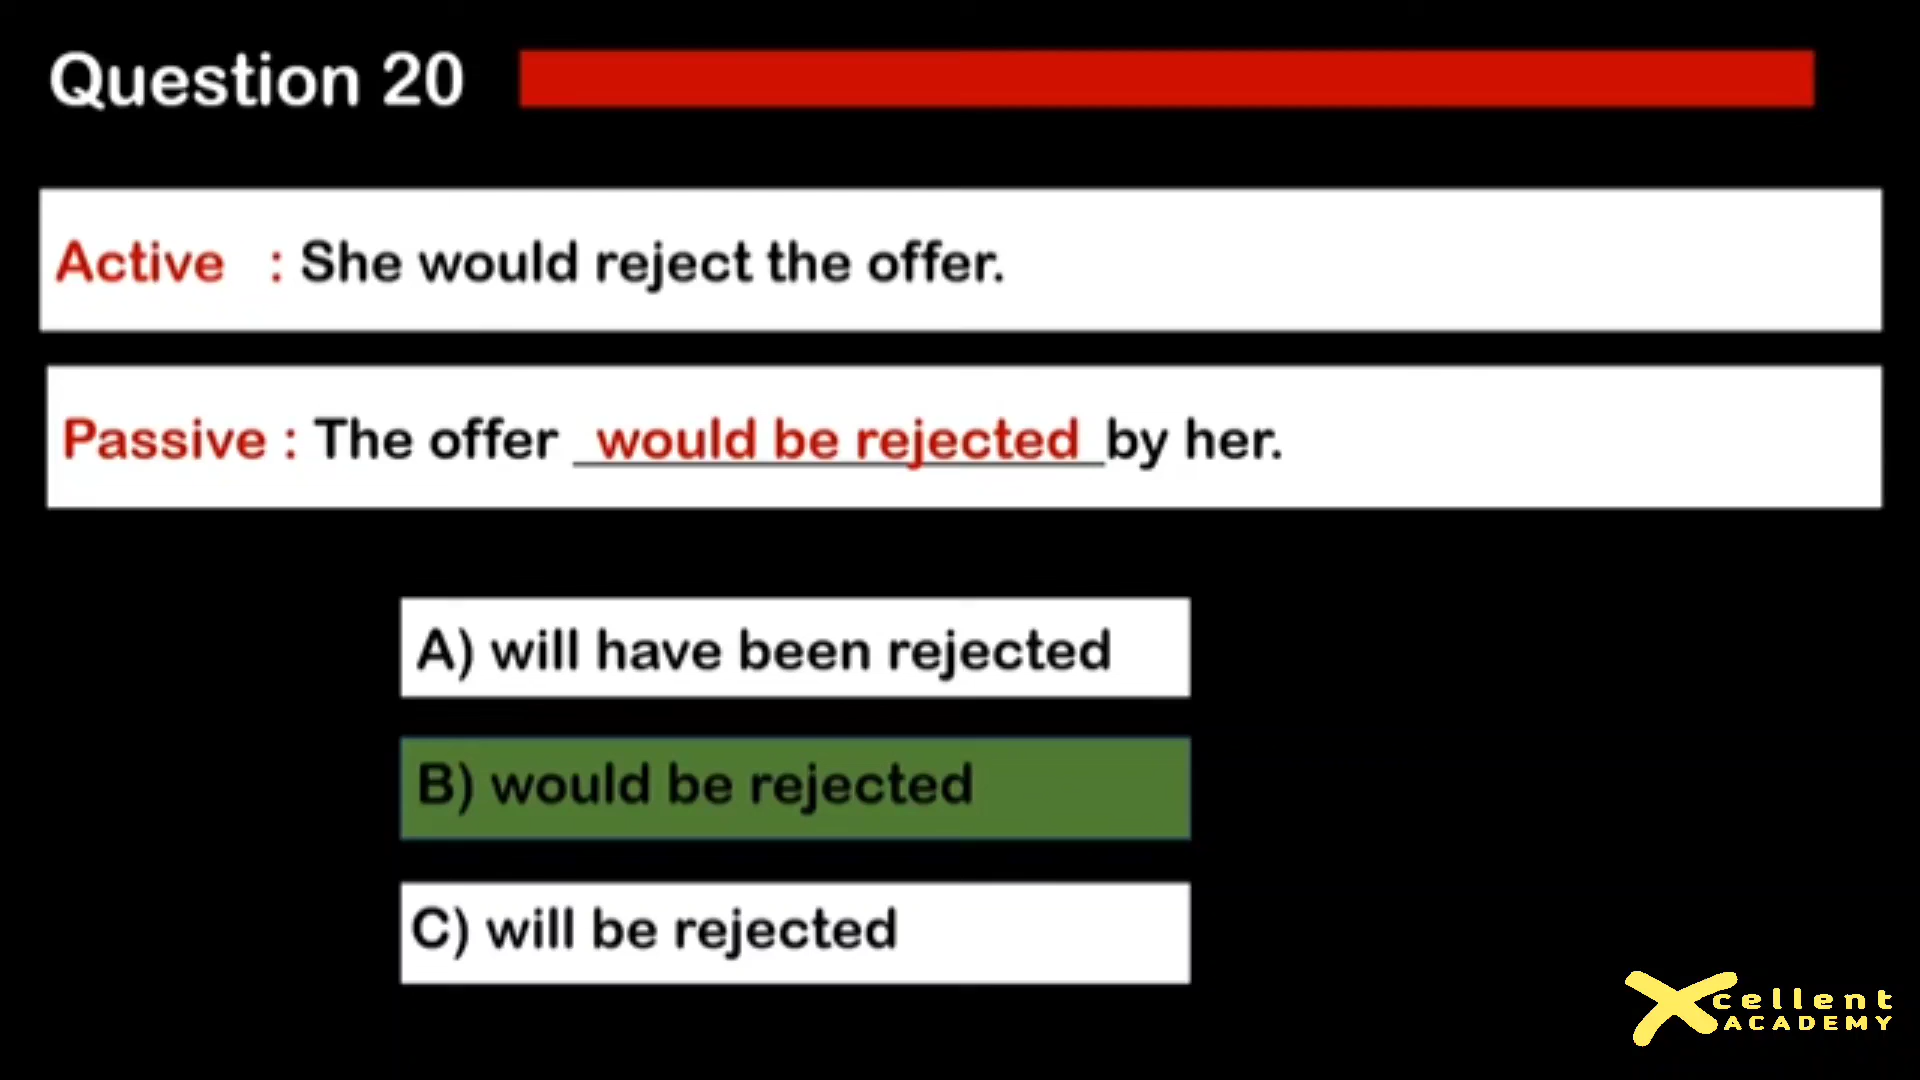 Question 20
Active : She would reject the offer.
Passive : The offer would be rejected by her.
A) will have been rejected
B) would be rejected
C) will be rejected
Xcellent
ACADEMY